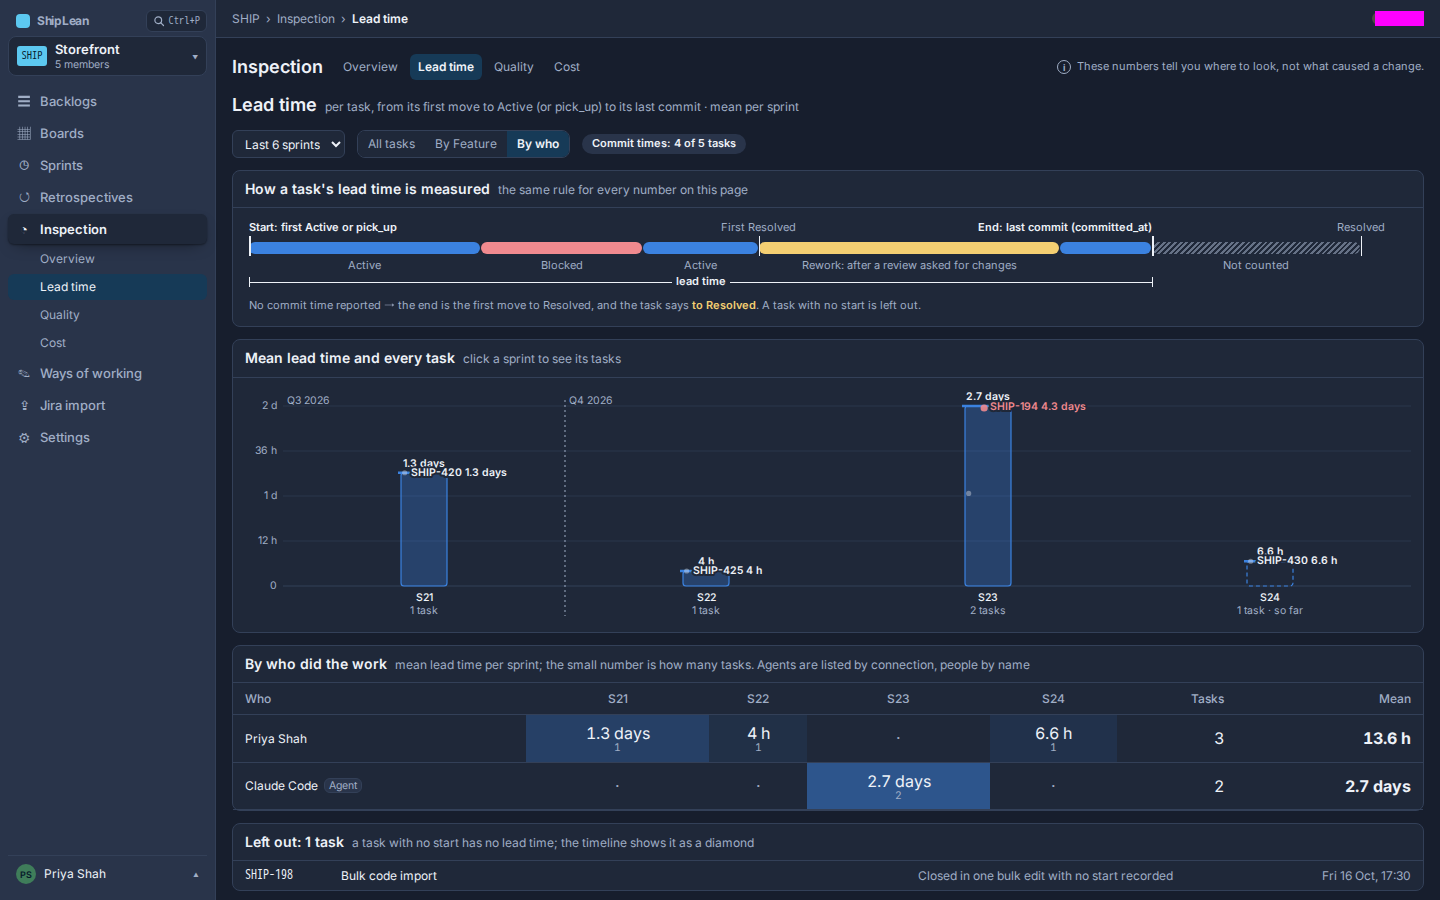 ShipLean
Ctrl+P
SHIP
Storefront
5 members
Backlogs
Boards
Sprints
Retrospectives
Inspection
Overview
Lead time
Quality
Cost
Ways of working
Jira import
Settings
PS
Priya Shah
SHIP › Inspection › Lead time
Inspection
Overview
Lead time
Quality
Cost
These numbers tell you where to look, not what caused a change.
Lead time per task, from its first move to Active (or pick_up) to its last commit · mean per sprint
Last 6 sprints
All tasks
By Feature
By who
Commit times: 4 of 5 tasks
How a task's lead time is measured the same rule for every number on this page
Start: first Active or pick_up
First Resolved
End: last commit (committed_at)
Resolved
Active
Blocked
Active
Rework: after a review asked for changes
Not counted
lead time
No commit time reported → the end is the first move to Resolved, and the task says to Resolved. A task with no start is left out.
Mean lead time and every task click a sprint to see its tasks
Q3 2026
Q4 2026
2 d
36 h
1 d
12 h
0
1.3 days
SHIP-420 1.3 days
4 h
SHIP-425 4 h
2.7 days
SHIP-194 4.3 days
6.6 h
SHIP-430 6.6 h
S21
1 task
S22
1 task
S23
2 tasks
S24
1 task · so far
By who did the work mean lead time per sprint; the small number is how many tasks. Agents are listed by connection, people by name
Who S21 S22 S23 S24 Tasks Mean
Priya Shah 1.3 days 4 h · 6.6 h 3 13.6 h
1 1 1
Claude Code Agent · · 2.7 days · 2 2.7 days
2
Left out: 1 task a task with no start has no lead time; the timeline shows it as a diamond
SHIP-198 Bulk code import Closed in one bulk edit with no start recorded Fri 16 Oct, 17:30